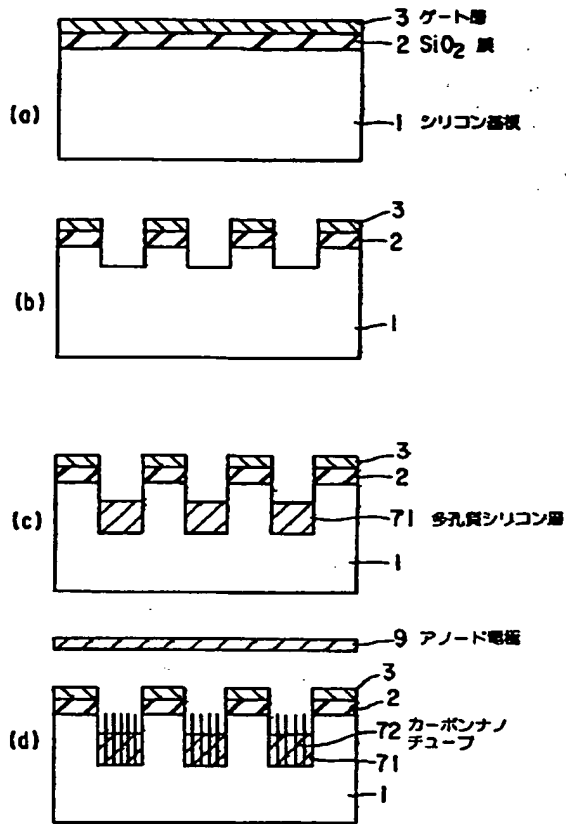 3 ゲート層
2 SiO2 膜
(a)
1 シリコン基板
3
2
(b)
1
3
2
(c)
71 多孔質シリコン層
1
9 アノード電極
3
2
(d)
72 カーボンナノ
チューブ
71
1